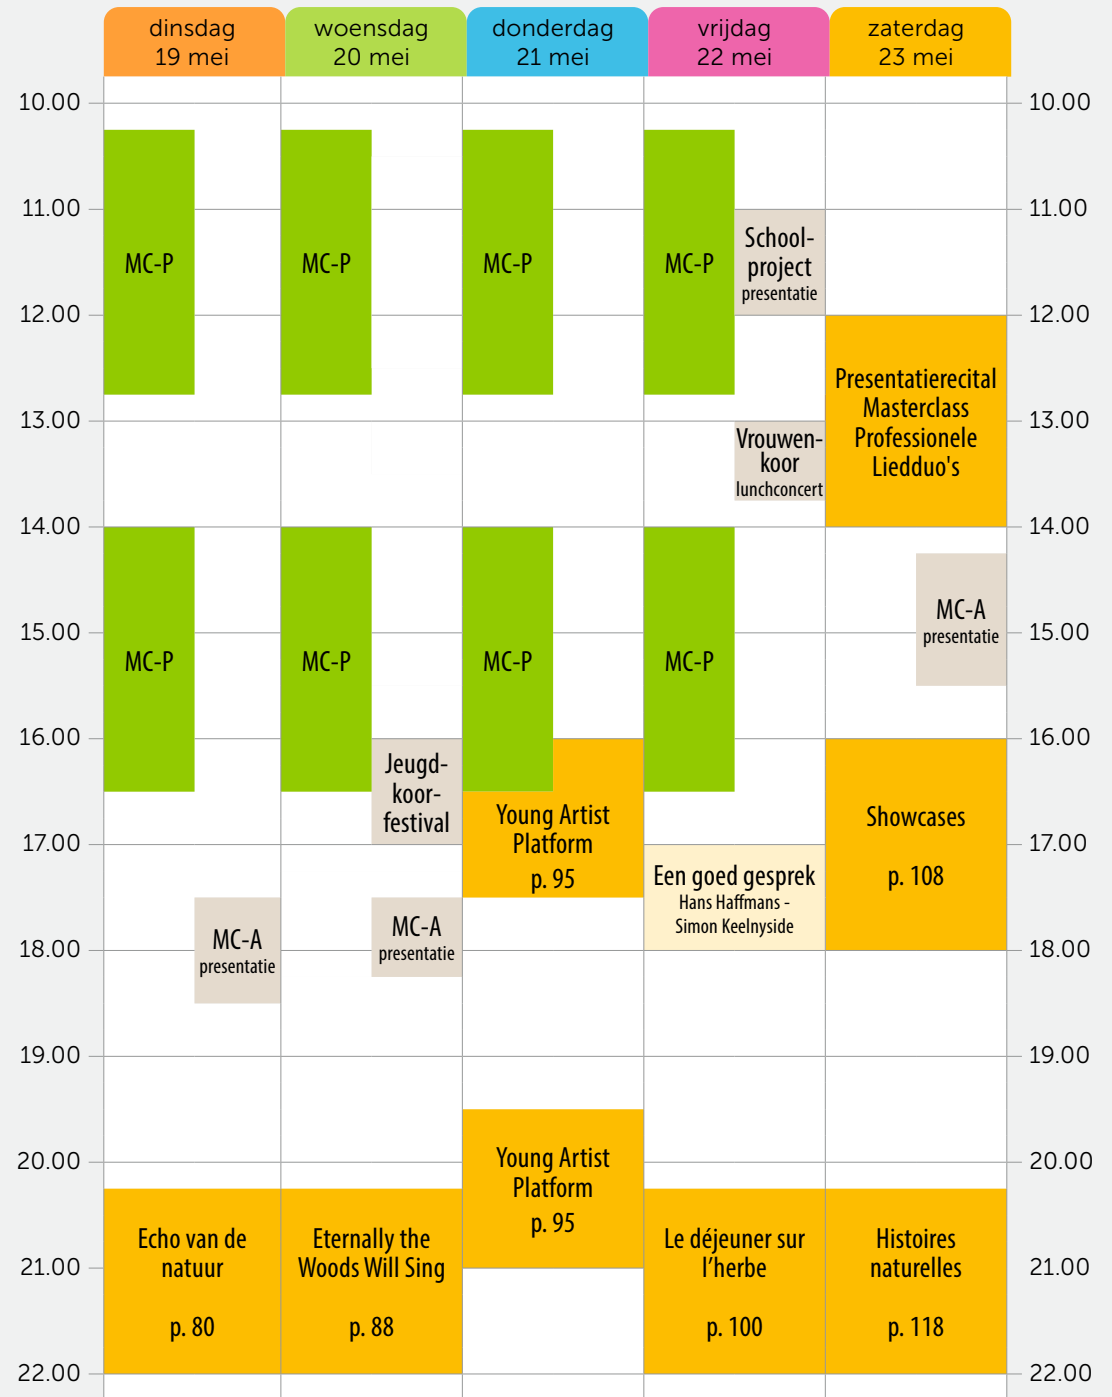 dinsdag
19 mei
woensdag
20 mei
donderdag
21 mei
vrijdag
22 mei
zaterdag
23 mei
10.00
10.00
11.00
11.00
MC-P
MC-P
MC-P
MC-P
School-
project
presentatie
12.00
12.00
Presentatierecital
Masterclass
Professionele
Liedduo's
13.00
13.00
Vrouwen-
koor
lunchconcert
14.00
14.00
MC-A
presentatie
15.00
15.00
MC-P
MC-P
MC-P
MC-P
16.00
16.00
Jeugd-
koor-
festival
Young Artist
Platform
p. 95
Showcases
p. 108
17.00
17.00
Een goed gesprek
Hans Haffmans -
Simon Keelnyside
MC-A
presentatie
MC-A
presentatie
18.00
18.00
19.00
19.00
20.00
20.00
Young Artist
Platform
p. 95
Echo van de
natuur
p. 80
Eternally the
Woods Will Sing
p. 88
Le déjeuner sur
l’herbe
p. 100
Histoires
naturelles
p. 118
21.00
21.00
22.00
22.00